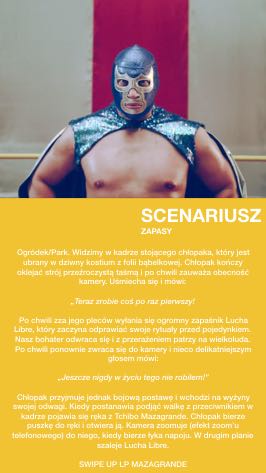 SCENARIUSZ
ZAPASY
Ogródek/Park. Widzimy w kadrze stojącego chłopaka, który jest
ubrany w dziwny kostium z folii bąbelkowej. Chłopak kończy
oklejać strój przeźroczystą taśmą i po chwili zauważa obecność
kamery. Uśmiecha się i mówi:
„Teraz zrobie coś po raz pierwszy!
Po chwili zza jego pleców wyłania się ogromny zapaśnik Lucha
Libre, który zaczyna odprawiać swoje rytuały przed pojedynkiem.
Nasz bohater odwraca się i z przerażeniem patrzy na wielkoluda.
Po chwili ponownie zwraca się do kamery i nieco delikatniejszym
głosem mówi:
„Jeszcze nigdy w życiu tego nie robiłem!"
Chłopak przyjmuje jednak bojową postawę i wchodzi na wyżyny
swojej odwagi. Kiedy postanawia podjąć walkę z przeciwnikiem w
kadrze pojawia się ręka z Tchibo Mazagrande. Chłopak bierze
puszkę do ręki i otwiera ją. Kamera zoomuje (efekt zoom'u
telefonowego) do niego, kiedy bierze łyka napoju. W drugim planie
szaleje Lucha Libre.
SWIPE UP LP MAZAGRANDE